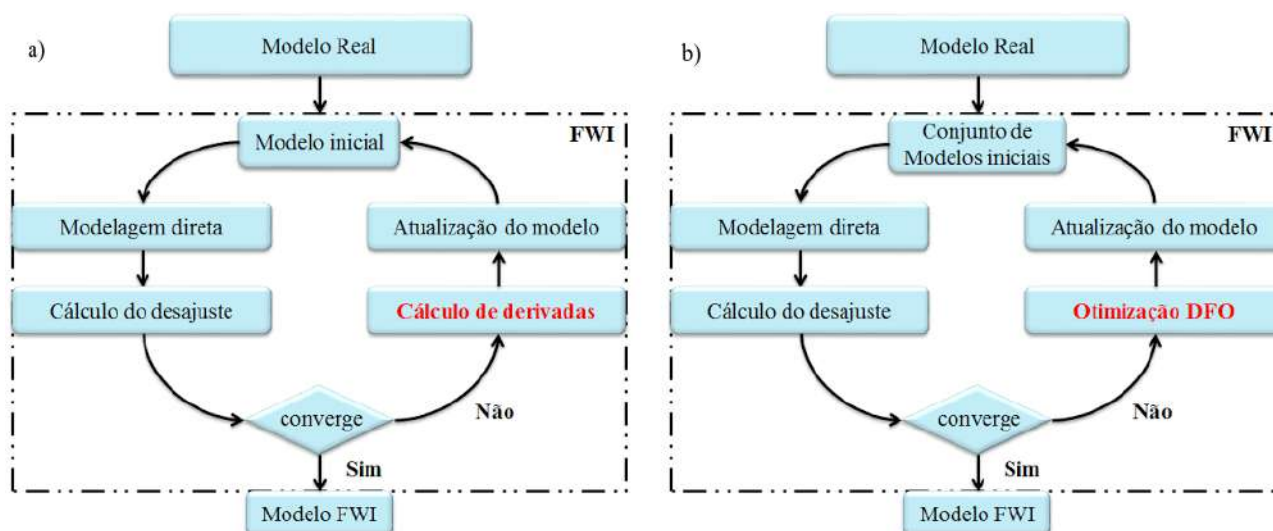 a)
Modelo Real
FWI
Modelo inicial
Modelagem direta
Atualização do modelo
Cálculo do desajuste
Cálculo de derivadas
converge
Não
Sim
Modelo FWI
b)
Modelo Real
FWI
Conjunto de
Modelos iniciais
Modelagem direta
Atualização do modelo
Cálculo do desajuste
Otimização DFO
converge
Não
Sim
Modelo FWI